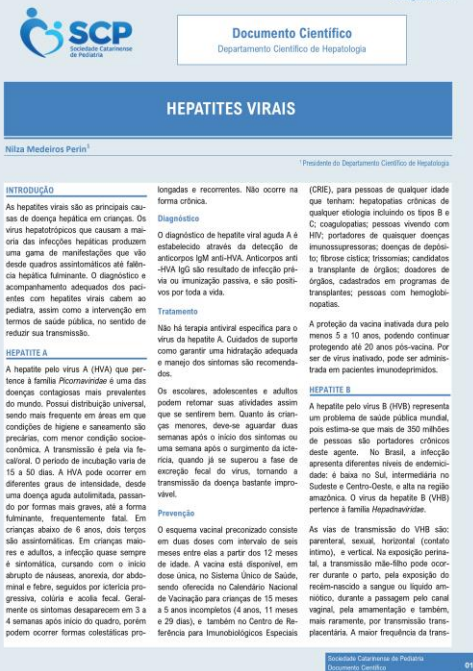 SCP
Sociedade Catarinense
de Pediatria
Documento Científico
Departamento Científico de Hepatologia
HEPATITES VIRAIS
Nilza Medeiros Perin¹
¹ Presidente do Departamento Científico de Hepatologia
INTRODUÇÃO
As hepatites virais são as principais cau-
sas de doença hepática em crianças. Os
vírus hepatotrópicos que causam a mai-
oria das infecções hepáticas produzem
uma gama de manifestações que vão
desde quadros assintomáticos até falên-
cia hepática fulminante. O diagnóstico e
acompanhamento adequados dos paci-
entes com hepatites virais cabem ao
pediatra, assim como a intervenção em
termos de saúde pública, no sentido de
reduzir sua transmissão.
HEPATITE A
A hepatite pelo vírus A (HVA) que per-
tence à família Picornaviridae é uma das
doenças contagiosas mais prevalentes
do mundo. Possui distribuição universal,
sendo mais frequente em áreas em que
condições de higiene e saneamento são
precárias, com menor condição socioe-
conômica. A transmissão é pela via fe-
cal/oral. O período de incubação varia de
15 a 50 dias. A HVA pode ocorrer em
diferentes graus de intensidade, desde
uma doença aguda autolimitada, passan-
do por formas mais graves, até a forma
fulminante, frequentemente fatal. Em
crianças abaixo de 6 anos, dois terços
são assintomáticas. Em crianças maio-
res e adultos, a infecção quase sempre
é sintomática, cursando com o início
abrupto de náuseas, anorexia, dor abdo-
minal e febre, seguidos por icterícia pro-
gressiva, colúria e acolia fecal. Geral-
mente os sintomas desaparecem em 3 a
4 semanas após início do quadro, porém
podem ocorrer formas colestáticas pro-
longadas e recorrentes. Não ocorre na
forma crônica.
Diagnóstico
O diagnóstico de hepatite viral aguda A é
estabelecido através da detecção de
anticorpos IgM anti-HVA. Anticorpos anti
-HVA IgG são resultado de infecção pré-
via ou imunização passiva, e são positi-
vos por toda a vida.
Tratamento
Não há terapia antiviral específica para o
vírus da hepatite A. Cuidados de suporte
como garantir uma hidratação adequada
e manejo dos sintomas são recomenda-
dos.
Os escolares, adolescentes e adultos
podem retomar suas atividades assim
que se sentirem bem. Quanto às crian-
ças menores, deve-se aguardar duas
semanas após o início dos sintomas ou
uma semana após o surgimento da icte-
rícia, quando já se superou a fase de
excreção fecal do vírus, tornando a
transmissão da doença bastante impro-
vável.
Prevenção
O esquema vacinal preconizado consiste
em duas doses com intervalo de seis
meses entre elas a partir dos 12 meses
de idade. A vacina está disponível, em
dose única, no Sistema Único de Saúde,
sendo oferecida no Calendário Nacional
de Vacinação para crianças de 15 meses
a 5 anos incompletos (4 anos, 11 meses
e 29 dias), e também no Centro de Re-
ferência para Imunobiológicos Especiais
(CRIE), para pessoas de qualquer idade
que tenham: hepatopatias crônicas de
qualquer etiologia incluindo os tipos B e
C; coagulopatias; pessoas vivendo com
HIV; portadores de quaisquer doenças
imunossupressoras; doenças de depósi-
to; fibrose cística; trissomias; candidatos
a transplante de órgãos; doadores de
órgãos, cadastrados em programas de
transplantes; pessoas com hemoglobi-
nopatias.
A proteção da vacina inativada dura pelo
menos 5 a 10 anos, podendo continuar
protegendo até 20 anos pós-vacina. Por
ser de vírus inativado, pode ser adminis-
trada em pacientes imunodeprimidos.
HEPATITE B
A hepatite pelo vírus B (HVB) representa
um problema de saúde pública mundial,
pois estima-se que mais de 350 milhões
de pessoas são portadores crônicos
deste agente. No Brasil, a infecção
apresenta diferentes níveis de endemici-
dade: é baixa no Sul, intermediária no
Sudeste e Centro-Oeste, e alta na região
amazônica. O vírus da hepatite B (VHB)
pertence à família Hepadnaviridae.
As vias de transmissão do VHB são:
parenteral, sexual, horizontal (contato
íntimo), e vertical. Na exposição perina-
tal, a transmissão mãe-filho pode ocor-
rer durante o parto, pela exposição do
recém-nascido a sangue ou líquido am-
niótico, durante a passagem pelo canal
vaginal, pela amamentação e também,
mais raramente, por transmissão trans-
placentária. A maior frequência da trans-
Sociedade Catarinense de Pediatria
Documento Científico
01